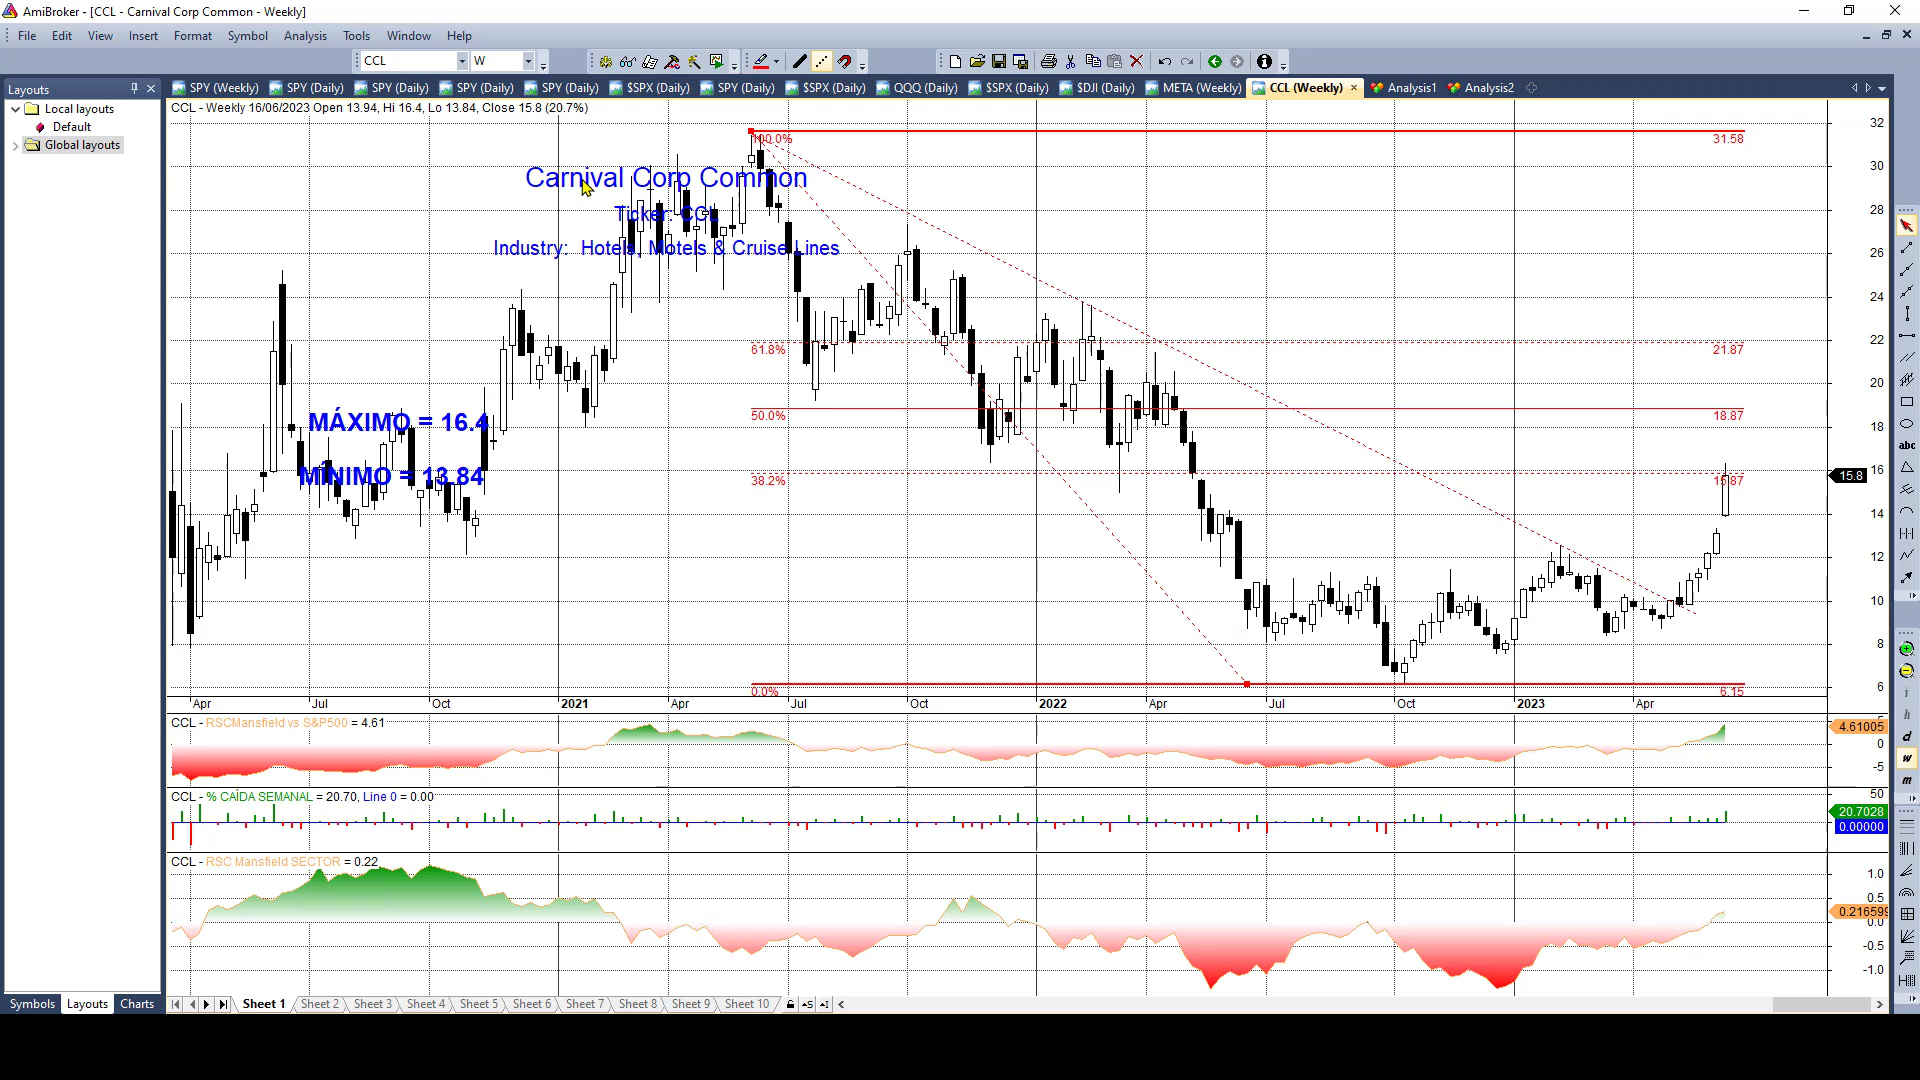 AmiBroker - [CCL - Carnival Corp Common - Weekly]
File Edit View Insert Format Symbol Analysis Tools Window Help
CCL W
Layouts
SPY (Weekly) SPY (Daily) SPY (Daily) SPY (Daily) SPY (Daily) $SPX (Daily) SPY (Daily) $SPX (Daily) QQQ (Daily) $SPX (Daily) $DJI (Daily) META (Weekly) CCL (Weekly) Analysis1 Analysis2
Local layouts
Default
Global layouts
CCL - Weekly 16/06/2023 Open 13.94, Hi 16.4, Lo 13.84, Close 15.8 (20.7%)
Carnival Corp Common
Ticker: CCL
Industry: Hotels, Motels & Cruise Lines
MÁXIMO = 16.4
MÍNIMO = 13.84
100.0% 31.58
61.8% 21.87
50.0% 18.87
38.2% 15.87
0.0% 6.15
32
30
28
26
24
22
20
18
16
15.8
14
12
10
8
6
Apr Jul Oct 2021 Apr Jul Oct 2022 Apr Jul Oct 2023 Apr
CCL - RSCMansfield vs S&P500 = 4.61
4.61005
0
-5
CCL - % CAÍDA SEMANAL = 20.70, Line 0 = 0.00
50
20.7028
0.00000
CCL - RSC Mansfield SECTOR = 0.22
1.0
0.5
0.216599
0.0
-0.5
-1.0
abc
i
h
d
w
m
Symbols Layouts Charts
Sheet 1 Sheet 2 Sheet 3 Sheet 4 Sheet 5 Sheet 6 Sheet 7 Sheet 8 Sheet 9 Sheet 10